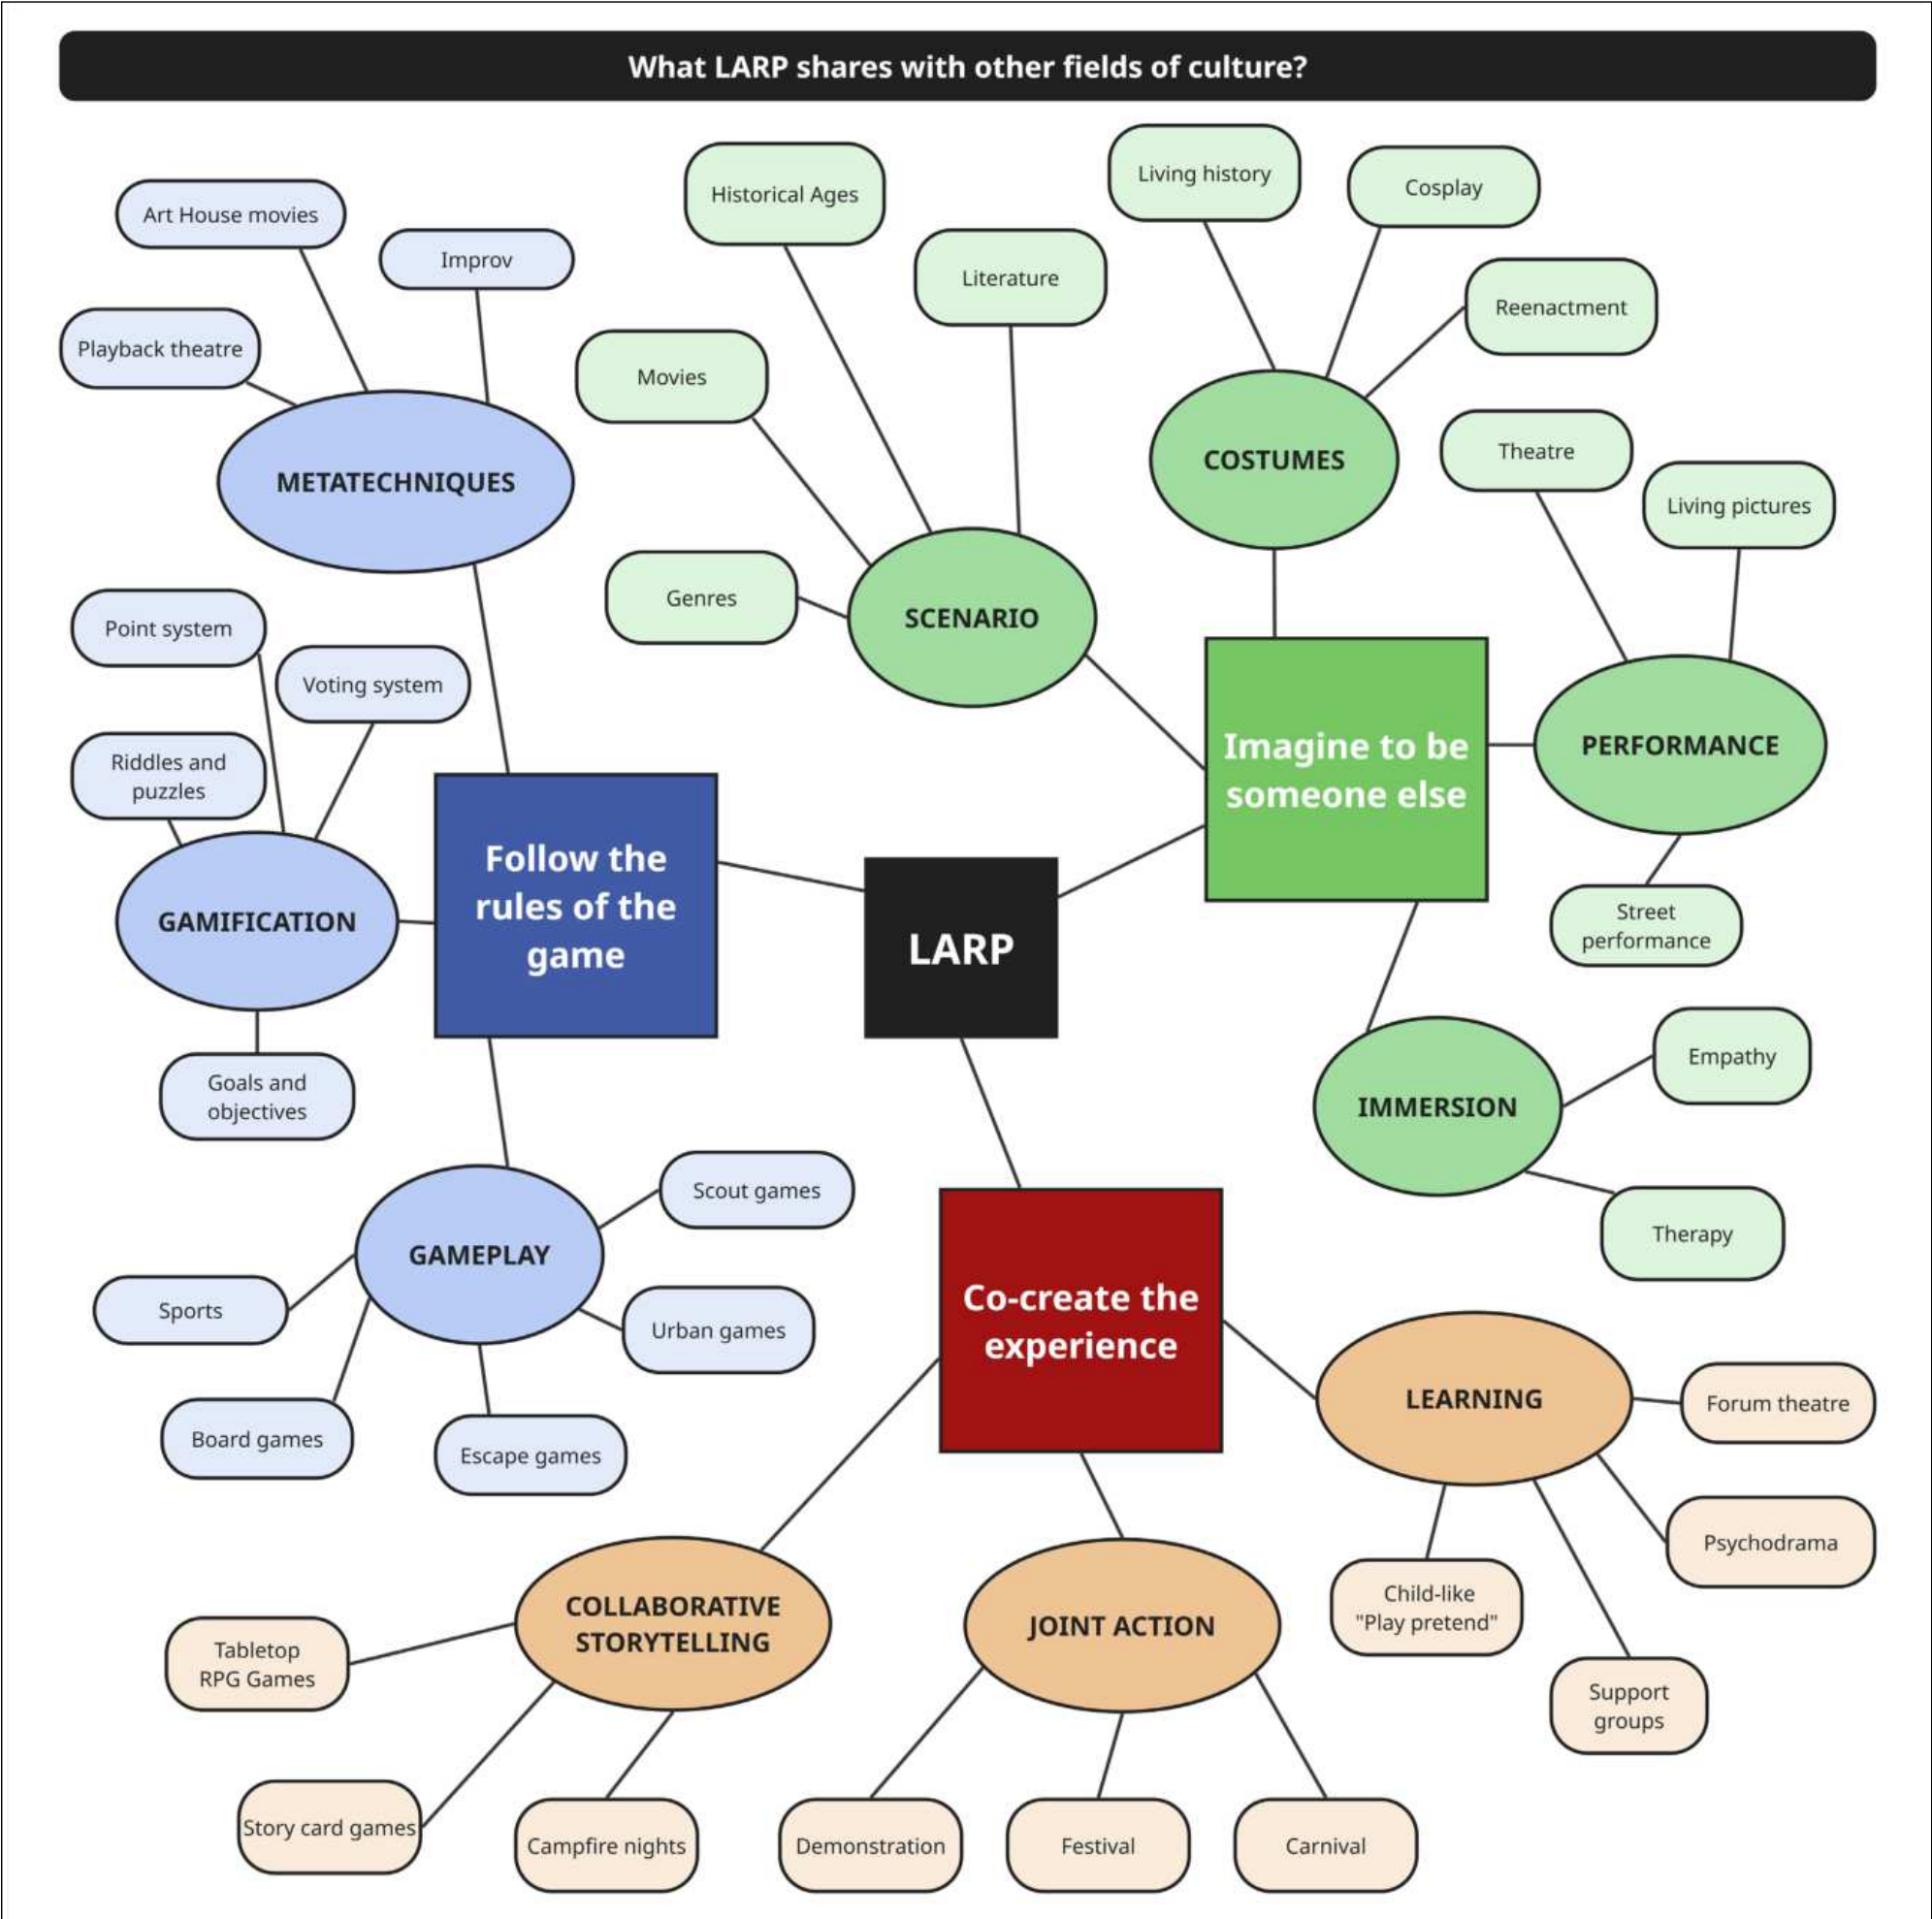 What LARP shares with other fields of culture?
Art House movies
Improv
Playback theatre
METATECHNIQUES
Historical Ages
Literature
Movies
Genres
SCENARIO
Living history
Cosplay
Reenactment
COSTUMES
Theatre
Living pictures
PERFORMANCE
Street
performance
Imagine to be
someone else
Point system
Voting system
Riddles and
puzzles
GAMIFICATION
Goals and
objectives
Follow the
rules of the
game
LARP
IMMERSION
Empathy
Therapy
GAMEPLAY
Scout games
Urban games
Sports
Board games
Escape games
Co-create the
experience
LEARNING
Forum theatre
Psychodrama
Child-like
"Play pretend"
Support
groups
COLLABORATIVE
STORYTELLING
Tabletop
RPG Games
Story card games
Campfire nights
JOINT ACTION
Demonstration
Festival
Carnival